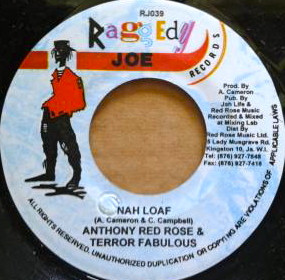 RJ039
RaggEdy
JOE
RECORDS
Prod. By
A. Cameron
Pub. By
Joh Life &
Red Rose Music
Recorded & Mixed
at Mixing Lab
Dist By
Red Rose Music Ltd.
8 Lady Musgrave Rd.
Kingston 10, Ja. W.I.
Tel: (876) 927-7848
Fax: (876) 927-7416
NAH LOAF
(A. Cameron & C. Campbell)
ANTHONY RED ROSE &
TERROR FABULOUS
ALL RIGHTS RESERVED. UNAUTHORIZED DUPLICATION OR COPYING ARE VIOLATIONS OF APPLICABLE LAWS